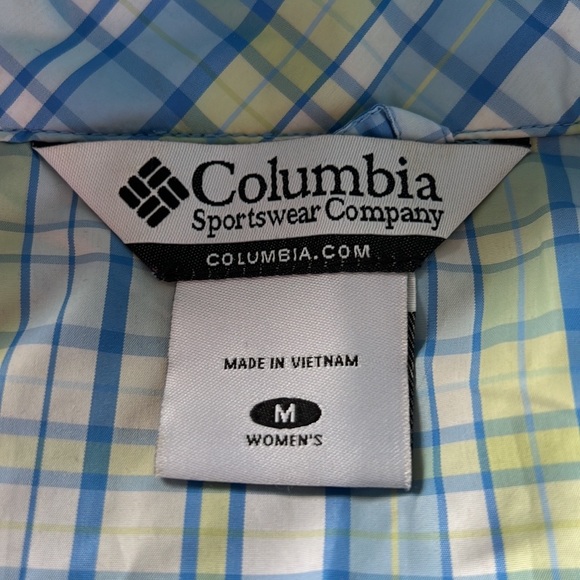 Columbia
Sportswear Company
COLUMBIA.COM
MADE IN VIETNAM
M
WOMEN'S